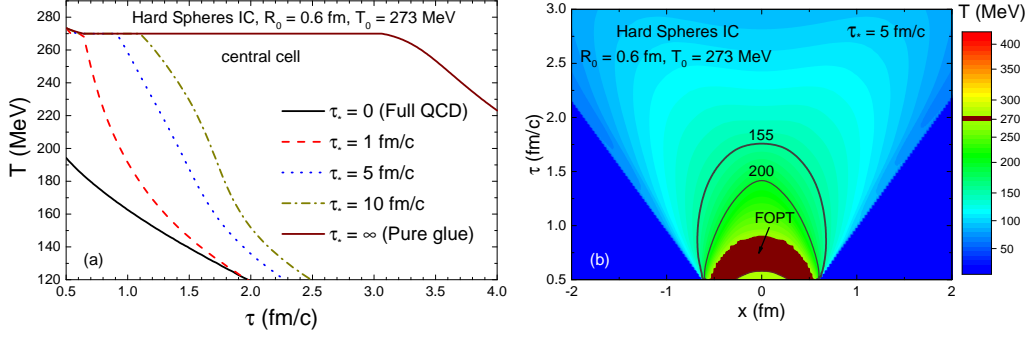 Hard Spheres IC, R₀ = 0.6 fm, T₀ = 273 MeV
central cell
τ* = 0 (Full QCD)
τ* = 1 fm/c
τ* = 5 fm/c
τ* = 10 fm/c
τ* = ∞ (Pure glue)
(a)
T (MeV)
280
260
240
220
200
180
160
140
120
0.5 1.0 1.5 2.0 2.5 3.0 3.5 4.0
τ (fm/c)
Hard Spheres IC
τ* = 5 fm/c
R₀ = 0.6 fm, T₀ = 273 MeV
155
200
FOPT
(b)
τ (fm/c)
3.0
2.5
2.0
1.5
1.0
0.5
-2 -1 0 1 2
x (fm)
T (MeV)
400
350
300
270
250
200
150
100
50